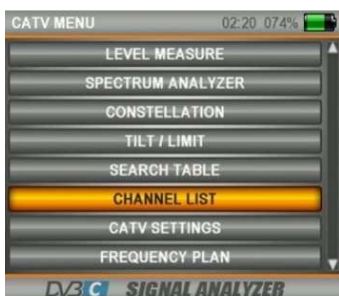 CATV MENU 02:20 074%
LEVEL MEASURE
SPECTRUM ANALYZER
CONSTELLATION
TILT / LIMIT
SEARCH TABLE
CHANNEL LIST
CATV SETTINGS
FREQUENCY PLAN
DVB C SIGNAL ANALYZER